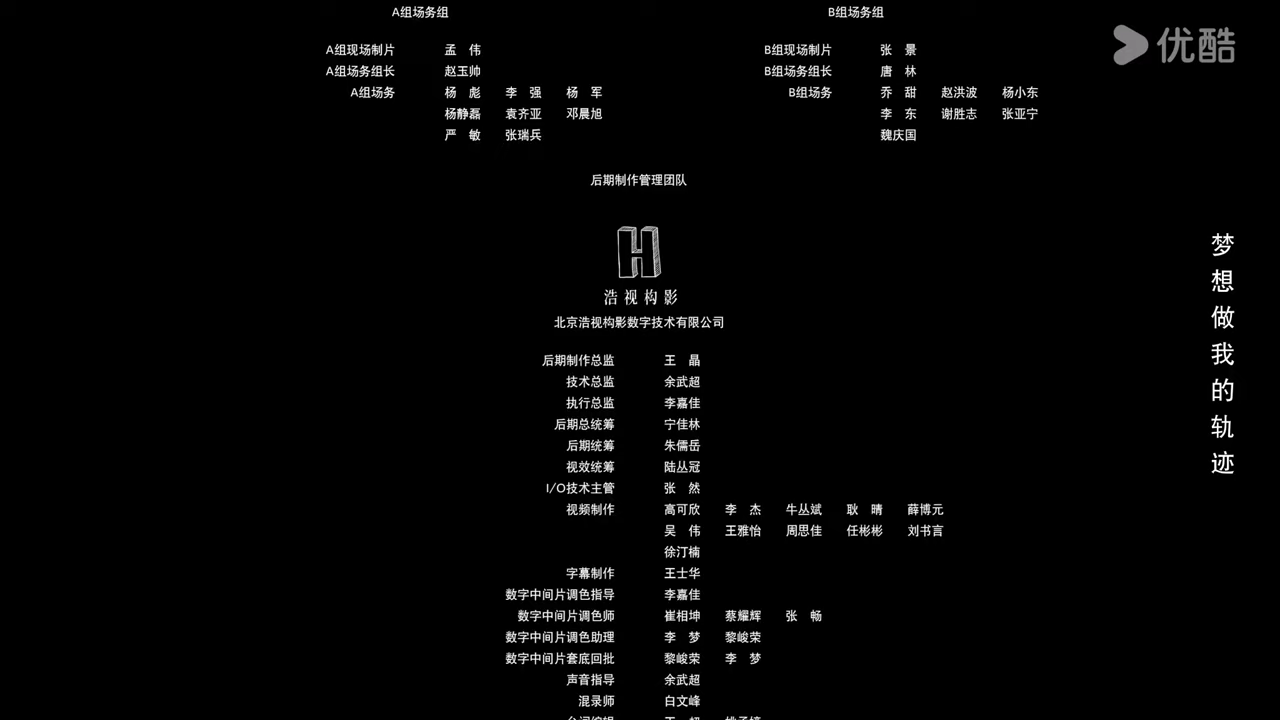 A组场务组
A组现场制片 孟 伟
A组场务组长 赵玉帅
A组场务 杨 彪 李 强 杨 军
杨静磊 袁齐亚 邓晨旭
严 敏 张瑞兵
B组场务组
B组现场制片 张 景
B组场务组长 唐 林
B组场务 乔 甜 赵洪波 杨小东
李 东 谢胜志 张亚宁
魏庆国
优酷
后期制作管理团队
H
浩视构影
北京浩视构影数字技术有限公司
后期制作总监 王 晶
技术总监 余武超
执行总监 李嘉佳
后期总统筹 宁佳林
后期统筹 朱儒岳
视效统筹 陆丛冠
I/O技术主管 张 然
视频制作 高可欣 李 杰 牛丛斌 耿 晴 薛博元
吴 伟 王雅怡 周思佳 任彬彬 刘书言
徐汀楠
字幕制作 王士华
数字中间片调色指导 李嘉佳
数字中间片调色师 崔相坤 蔡耀辉 张 畅
数字中间片调色助理 李 梦 黎峻荣
数字中间片套底回批 黎峻荣 李 梦
声音指导 余武超
混录师 白文峰
梦想做我的轨迹